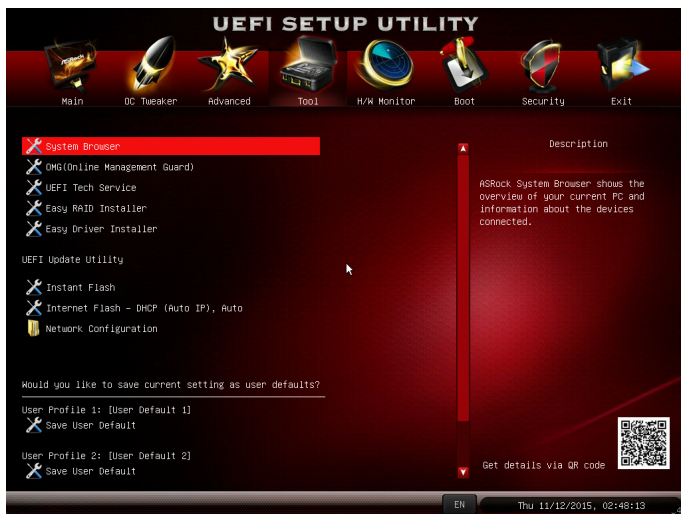 UEFI SETUP UTILITY
Main
OC Tweaker
Advanced
Tool
H/W Monitor
Boot
Security
Exit
System Browser
OMG(Online Management Guard)
UEFI Tech Service
Easy RAID Installer
Easy Driver Installer
UEFI Update Utility
Instant Flash
Internet Flash - DHCP (Auto IP), Auto
Network Configuration
Would you like to save current setting as user defaults?
User Profile 1: [User Default 1]
Save User Default
User Profile 2: [User Default 2]
Save User Default
Description
ASRock System Browser shows the
overview of your current PC and
information about the devices
connected.
Get details via QR code
EN
Thu 11/12/2015, 02:48:13